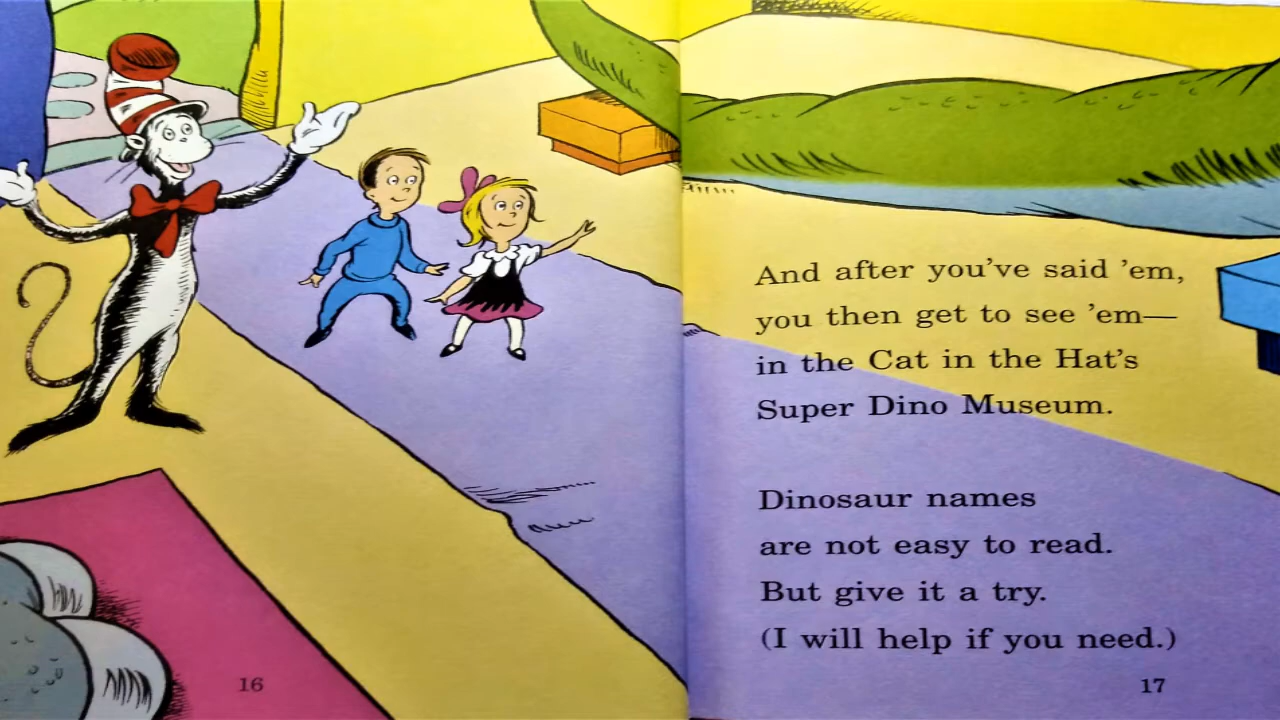 And after you've said 'em,
you then get to see 'em—
in the Cat in the Hat's
Super Dino Museum.
Dinosaur names
are not easy to read.
But give it a try.
(I will help if you need.)
16
17